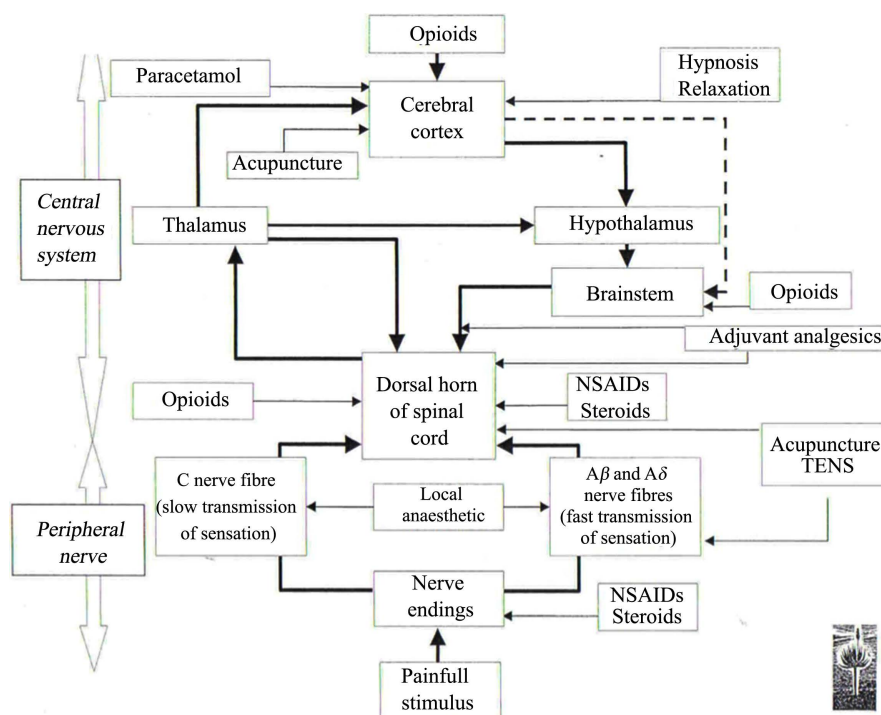 Opioids
Paracetamol
Hypnosis
Relaxation
Cerebral
cortex
Acupuncture
Central
nervous
system
Thalamus
Hypothalamus
Brainstem
Opioids
Adjuvant analgesics
Dorsal horn
of spinal
cord
Opioids
NSAIDs
Steroids
Acupuncture
TENS
C nerve fibre
(slow transmission
of sensation)
Local
anaesthetic
Aβ and Aδ
nerve fibres
(fast transmission
of sensation)
Peripheral
nerve
Nerve
endings
NSAIDs
Steroids
Painfull
stimulus